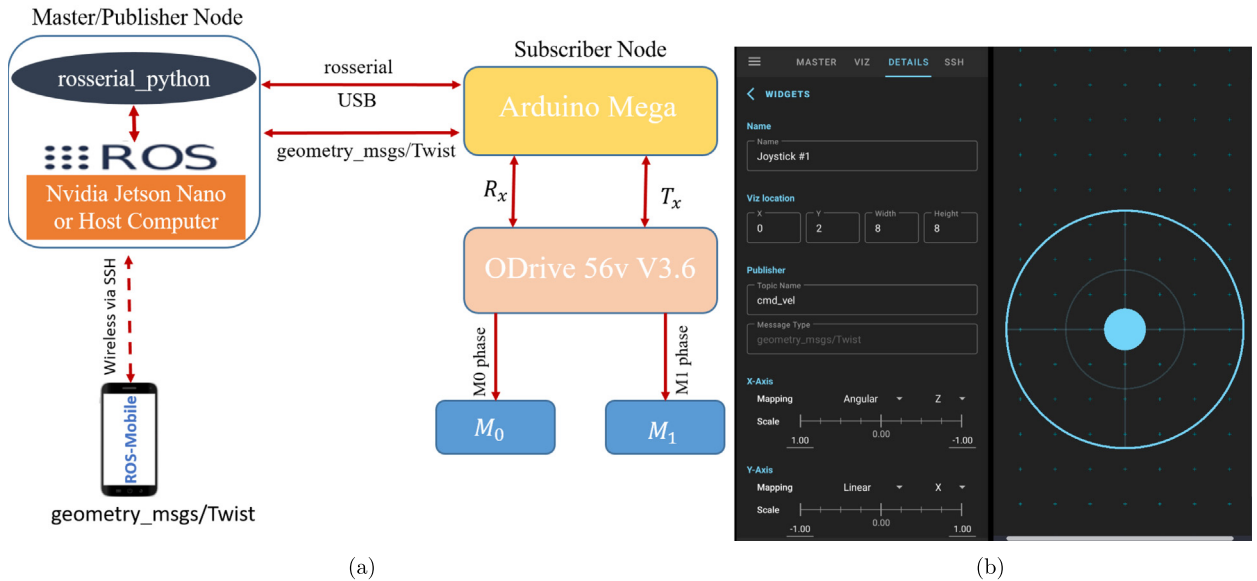 Master/Publisher Node
rosserial_python
ROS
Nvidia Jetson Nano
or Host Computer
Wireless via SSH
ROS-Mobile
geometry_msgs/Twist
rosserial
USB
geometry_msgs/Twist
Subscriber Node
Arduino Mega
Rx
Tx
ODrive 56v V3.6
M0 phase
M1 phase
M0
M1
(a)
MASTER VIZ DETAILS SSH
WIDGETS
Name
Name
Joystick #1
Viz location
X Y Width Height
0 2 8 8
Publisher
Topic Name
cmd_vel
Message Type
geometry_msgs/Twist
X-Axis
Mapping Angular Z
Scale
1.00 0.00 -1.00
Y-Axis
Mapping Linear X
Scale
-1.00 0.00 1.00
(b)